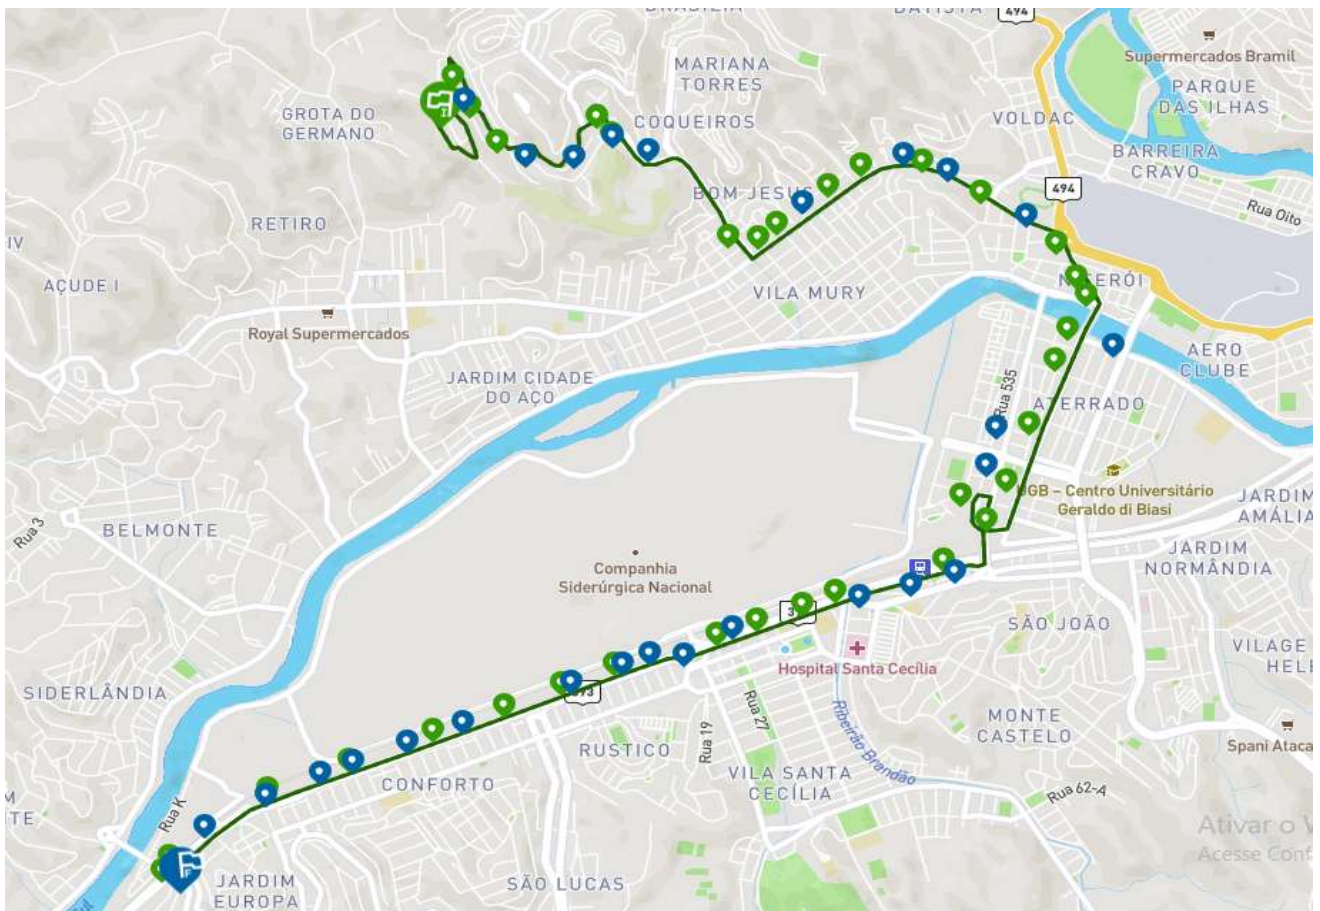 BRASÍLIA
BATISTA
494
Supermercados Bramil
MARIANA
TORRES
PARQUE
DAS ILHAS
GROTA DO
GERMANO
COQUEIROS
VOLDAC
BARREIRA
CRAVO
494
BOM JESUS
Rua Oito
RETIRO
IV
AÇUDE I
NITERÓI
VILA MURY
Royal Supermercados
AERO
CLUBE
JARDIM CIDADE
DO AÇO
Rua 535
ATERRADO
UGB – Centro Universitário
Geraldo di Biasi
JARDIM
AMÁLIA
Rua 3
BELMONTE
JARDIM
NORMÂNDIA
Companhia
Siderúrgica Nacional
SÃO JOÃO
VILAGE
HELE
Hospital Santa Cecília
SIDERLÂNDIA
393
Rua 19
Rua 27
Ribeirão Brandão
MONTE
CASTELO
RUSTICO
Spani Ataca
CONFORTO
VILA SANTA
CECÍLIA
Rua 62-A
Rua K
M
TE
Ativar o
Acesse Conf
JARDIM
EUROPA
SÃO LUCAS